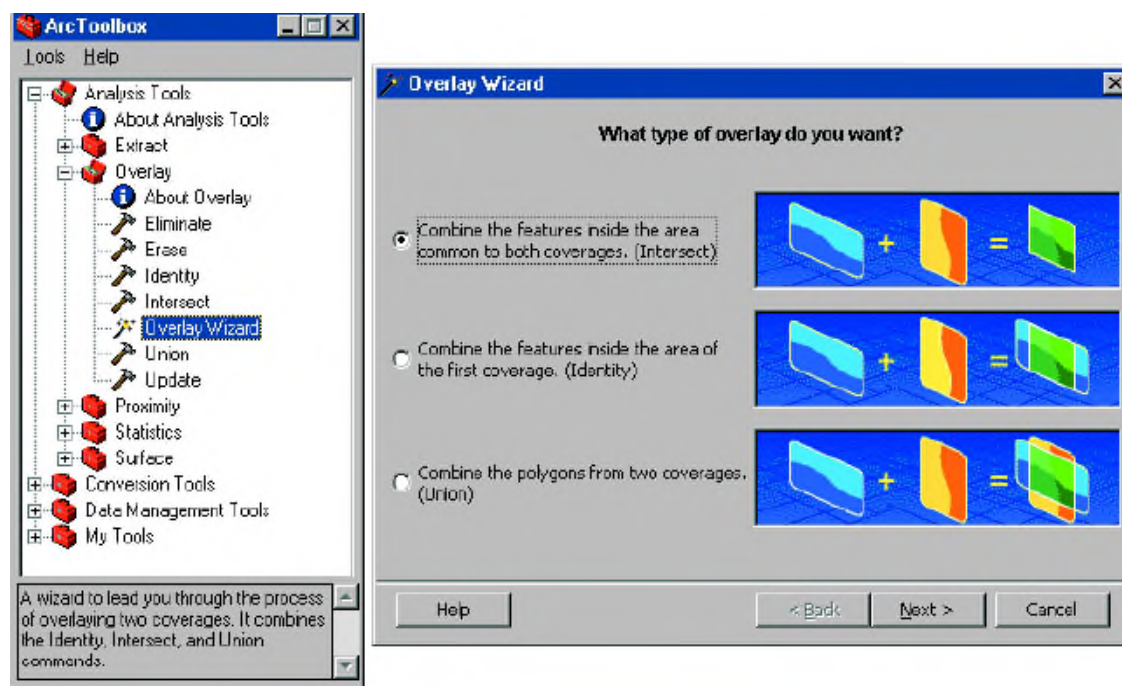 ArcToolbox
Tools Help
Analysis Tools
About Analysis Tools
Extract
Overlay
About Overlay
Eliminate
Erase
Identity
Intersect
Overlay Wizard
Union
Update
Proximity
Statistics
Surface
Conversion Tools
Data Management Tools
My Tools
A wizard to lead you through the process
of overlaying two coverages. It combines
the Identity, Intersect, and Union
commands.
Overlay Wizard
What type of overlay do you want?
Combine the features inside the area
common to both coverages. (Intersect)
+ =
Combine the features inside the area of
the first coverage. (Identity)
+ =
Combine the polygons from two coverages.
(Union)
+ =
Help
< Back
Next >
Cancel